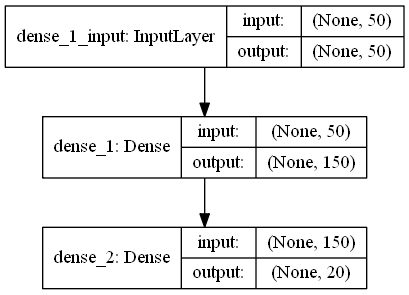 dense_1_input: InputLayer
input: (None, 50)
output: (None, 50)
dense_1: Dense
input: (None, 50)
output: (None, 150)
dense_2: Dense
input: (None, 150)
output: (None, 20)